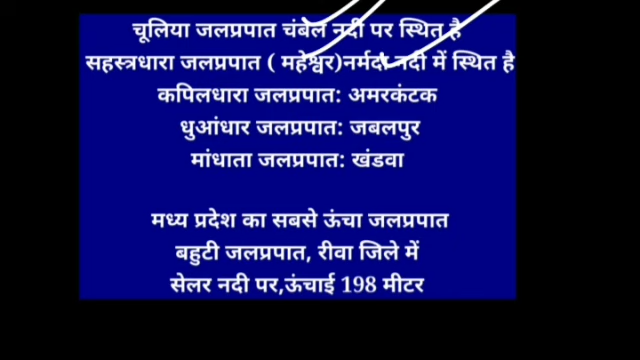 चूलिया जलप्रपात चंबल नदी पर स्थित है
सहस्त्रधारा जलप्रपात ( महेश्वर)नर्मदा नदी में स्थित है
कपिलधारा जलप्रपात: अमरकंटक
धुआंधार जलप्रपात: जबलपुर
मांधाता जलप्रपात: खंडवा
मध्य प्रदेश का सबसे ऊंचा जलप्रपात
बहुटी जलप्रपात, रीवा जिले में
सेलर नदी पर,ऊंचाई 198 मीटर